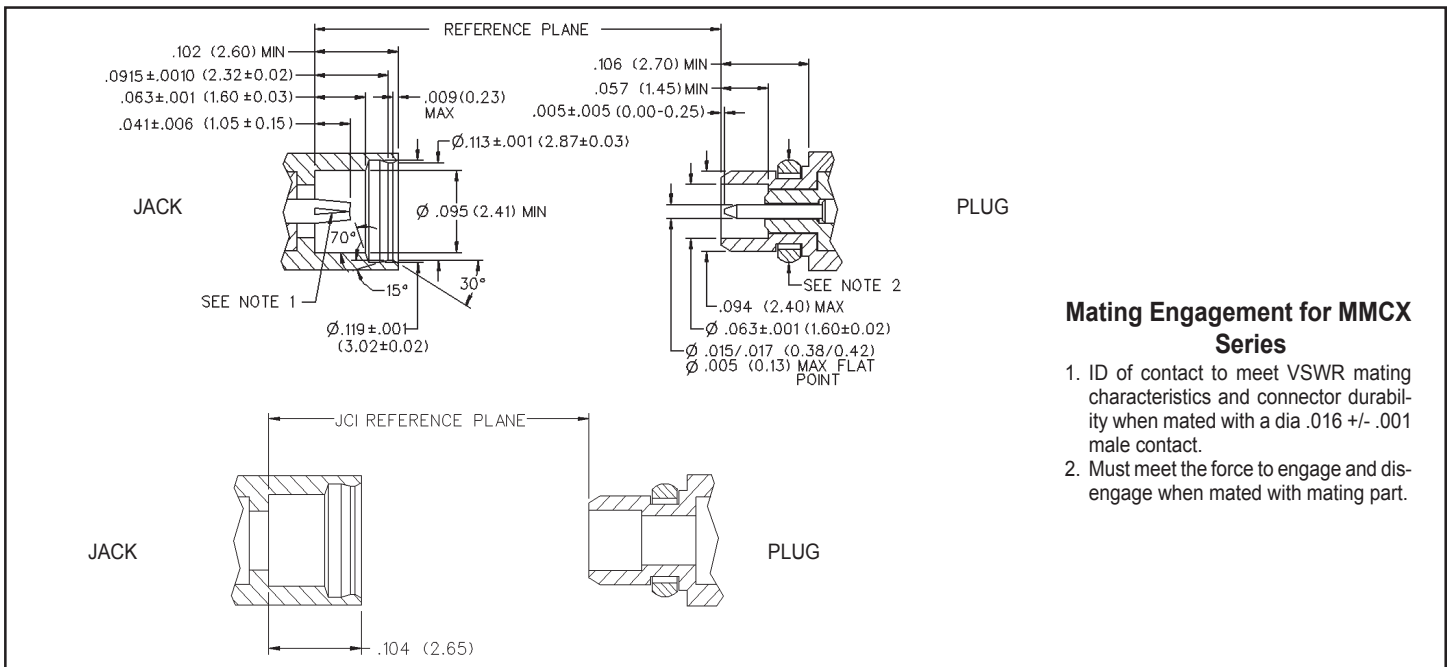 REFERENCE PLANE
.102 (2.60) MIN
.0915±.0010 (2.32±0.02)
.063±.001 (1.60±0.03)
.041±.006 (1.05±0.15)
.009(0.23)
MAX
Ø.113±.001 (2.87±0.03)
.106 (2.70) MIN
.057 (1.45)MIN
.005±.005 (0.00-0.25)
JACK
Ø .095 (2.41) MIN
PLUG
70°
15°
30°
SEE NOTE 1
Ø.119±.001
(3.02±0.02)
SEE NOTE 2
.094 (2.40) MAX
Ø .063±.001 (1.60±0.02)
Ø .015/.017 (0.38/0.42)
Ø .005 (0.13) MAX FLAT
POINT
Mating Engagement for MMCX
Series
1. ID of contact to meet VSWR mating
characteristics and connector durabil-
ity when mated with a dia .016 +/- .001
male contact.
2. Must meet the force to engage and dis-
engage when mated with mating part.
JCI REFERENCE PLANE
JACK
PLUG
.104 (2.65)